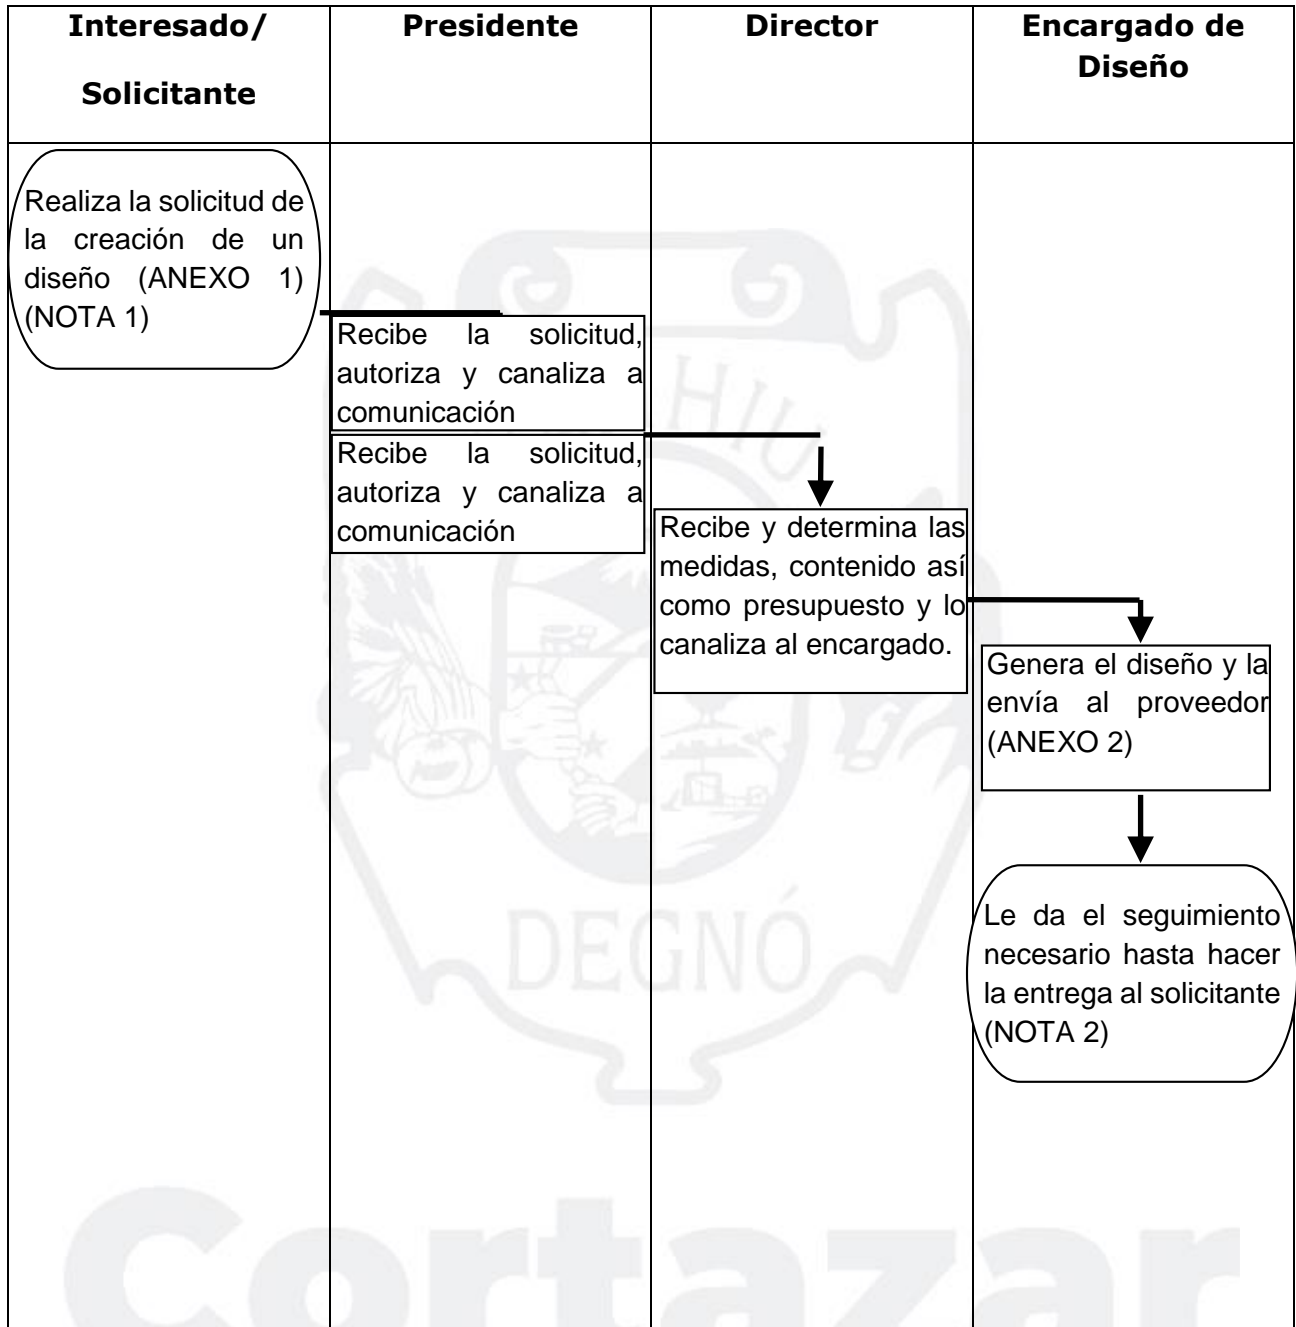 Interesado/
Solicitante
Presidente
Director
Encargado de
Diseño
Realiza la solicitud de
la creación de un
diseño (ANEXO 1)
(NOTA 1)
Recibe la solicitud,
autoriza y canaliza a
comunicación
Recibe la solicitud,
autoriza y canaliza a
comunicación
Recibe y determina las
medidas, contenido así
como presupuesto y lo
canaliza al encargado.
Genera el diseño y la
envía al proveedor
(ANEXO 2)
Le da el seguimiento
necesario hasta hacer
la entrega al solicitante
(NOTA 2)
HIU
DEGNÓ
Cortazar